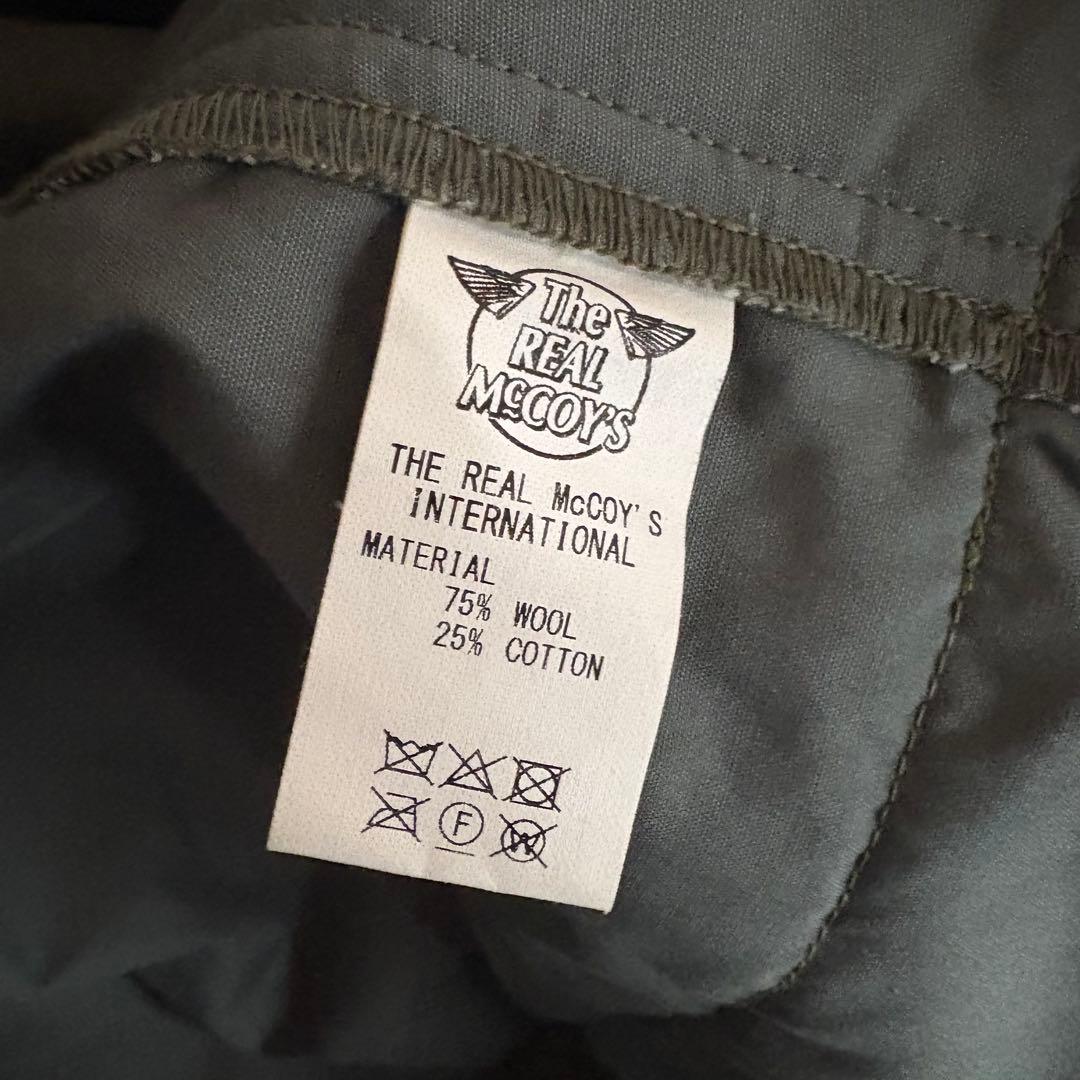 The
REAL
McCOY'S
THE REAL McCOY'S
INTERNATIONAL
MATERIAL
75% WOOL
25% COTTON
F
W